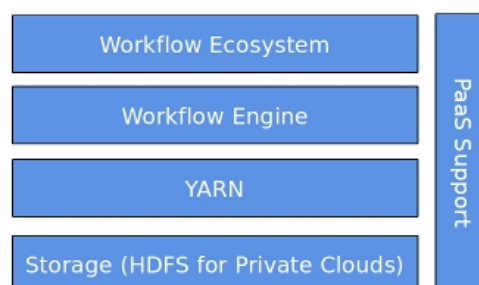 Workflow Ecosystem
Workflow Engine
YARN
Storage (HDFS for Private Clouds)
PaaS Support